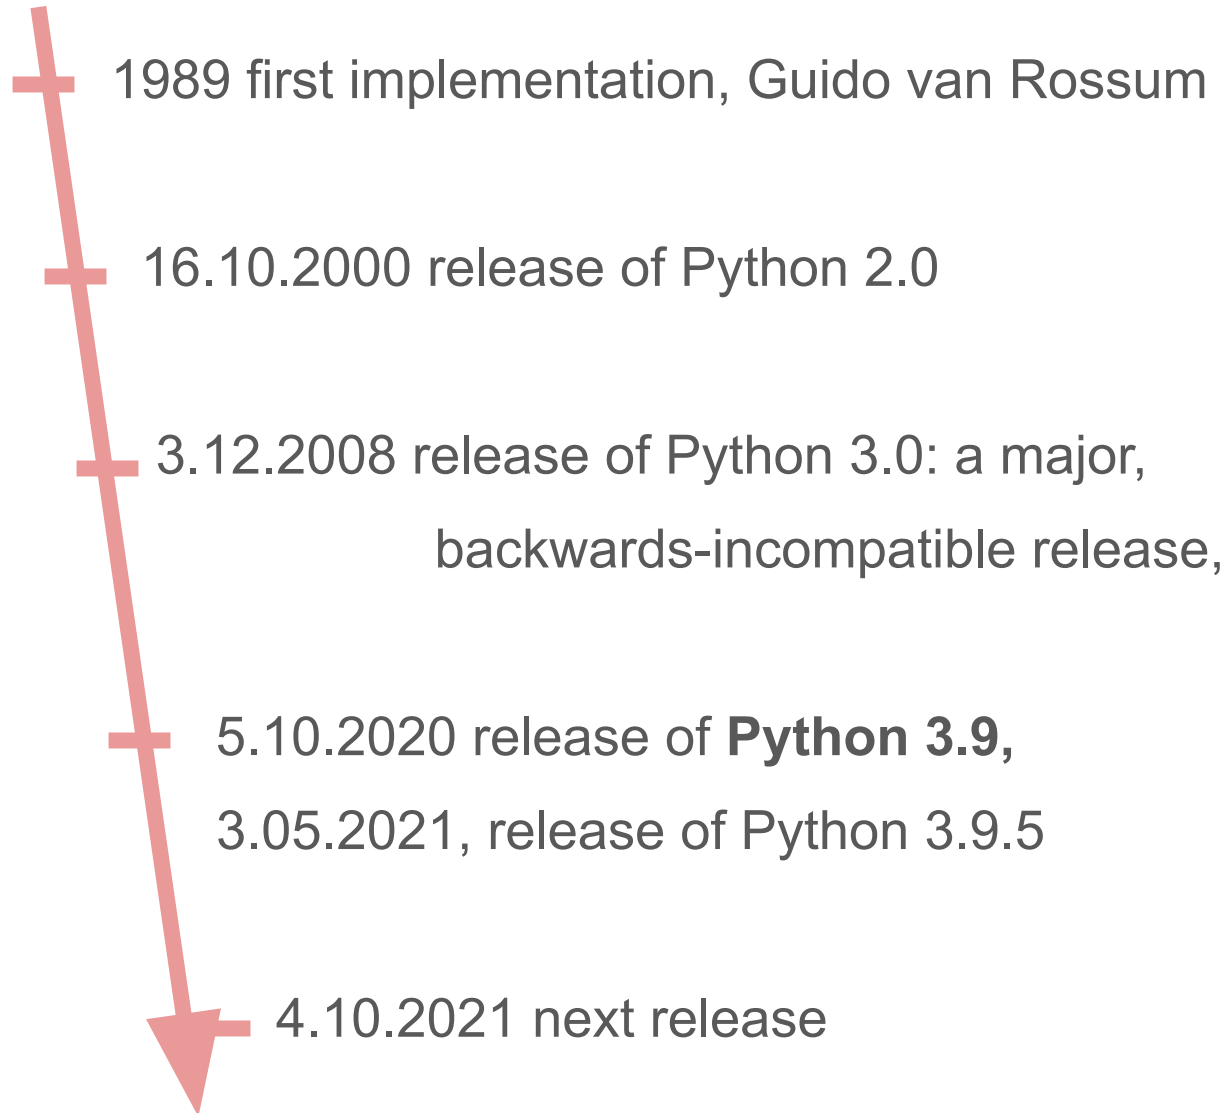 1989 first implementation, Guido van Rossum
16.10.2000 release of Python 2.0
3.12.2008 release of Python 3.0: a major,
backwards-incompatible release,
5.10.2020 release of Python 3.9,
3.05.2021, release of Python 3.9.5
4.10.2021 next release